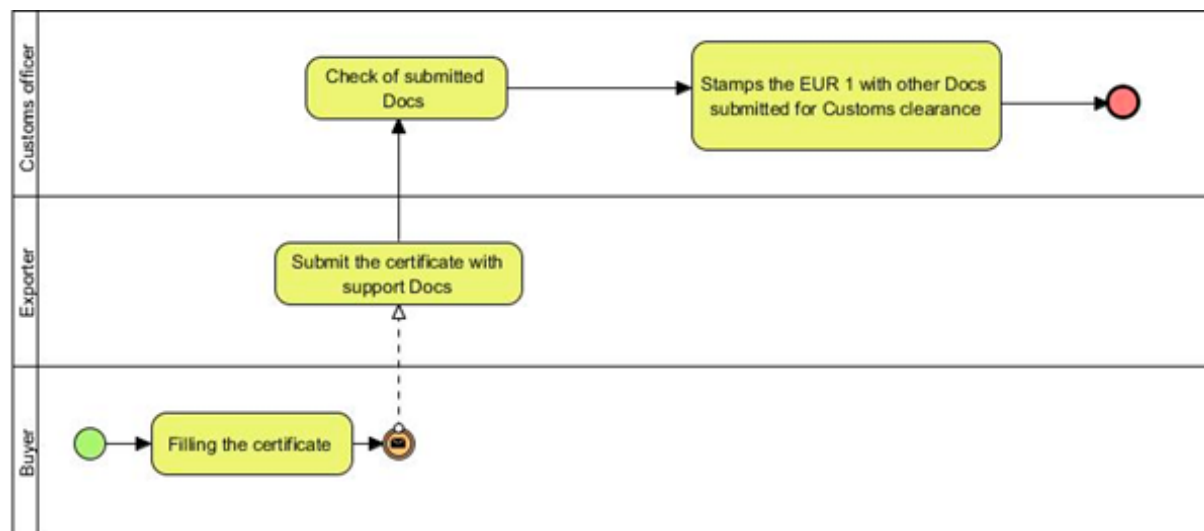 Customs officer
Check of submitted
Docs
Stamps the EUR 1 with other Docs
submitted for Customs clearance
Exporter
Submit the certificate with
support Docs
Buyer
Filling the certificate